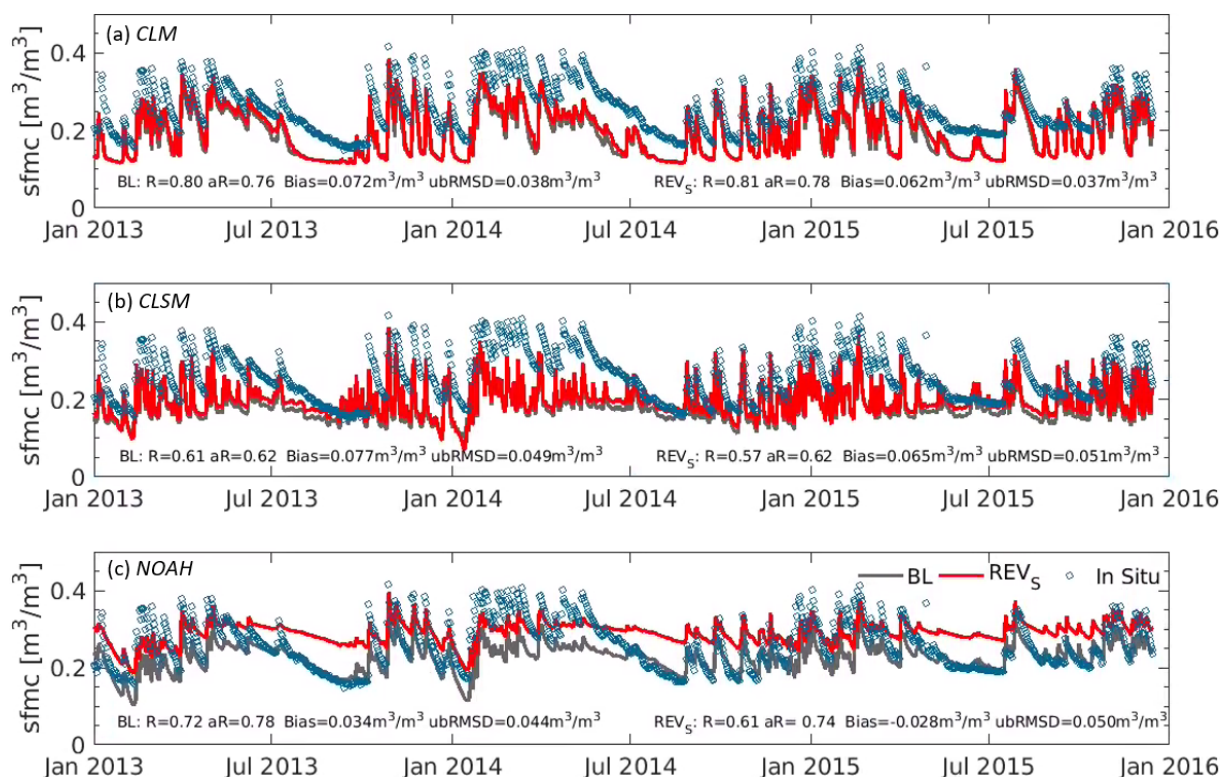 (a) CLM
sfmc [m³/m³]
0.4
0.2
0
BL: R=0.80 aR=0.76 Bias=0.072m³/m³ ubRMSD=0.038m³/m³
REV_S: R=0.81 aR=0.78 Bias=0.062m³/m³ ubRMSD=0.037m³/m³
Jan 2013 Jul 2013 Jan 2014 Jul 2014 Jan 2015 Jul 2015 Jan 2016
(b) CLSM
sfmc [m³/m³]
0.4
0.2
0
BL: R=0.61 aR=0.62 Bias=0.077m³/m³ ubRMSD=0.049m³/m³
REV_S: R=0.57 aR=0.62 Bias=0.065m³/m³ ubRMSD=0.051m³/m³
Jan 2013 Jul 2013 Jan 2014 Jul 2014 Jan 2015 Jul 2015 Jan 2016
(c) NOAH
BL REV_S In Situ
sfmc [m³/m³]
0.4
0.2
0
BL: R=0.72 aR=0.78 Bias=0.034m³/m³ ubRMSD=0.044m³/m³
REV_S: R=0.61 aR= 0.74 Bias=-0.028m³/m³ ubRMSD=0.050m³/m³
Jan 2013 Jul 2013 Jan 2014 Jul 2014 Jan 2015 Jul 2015 Jan 2016